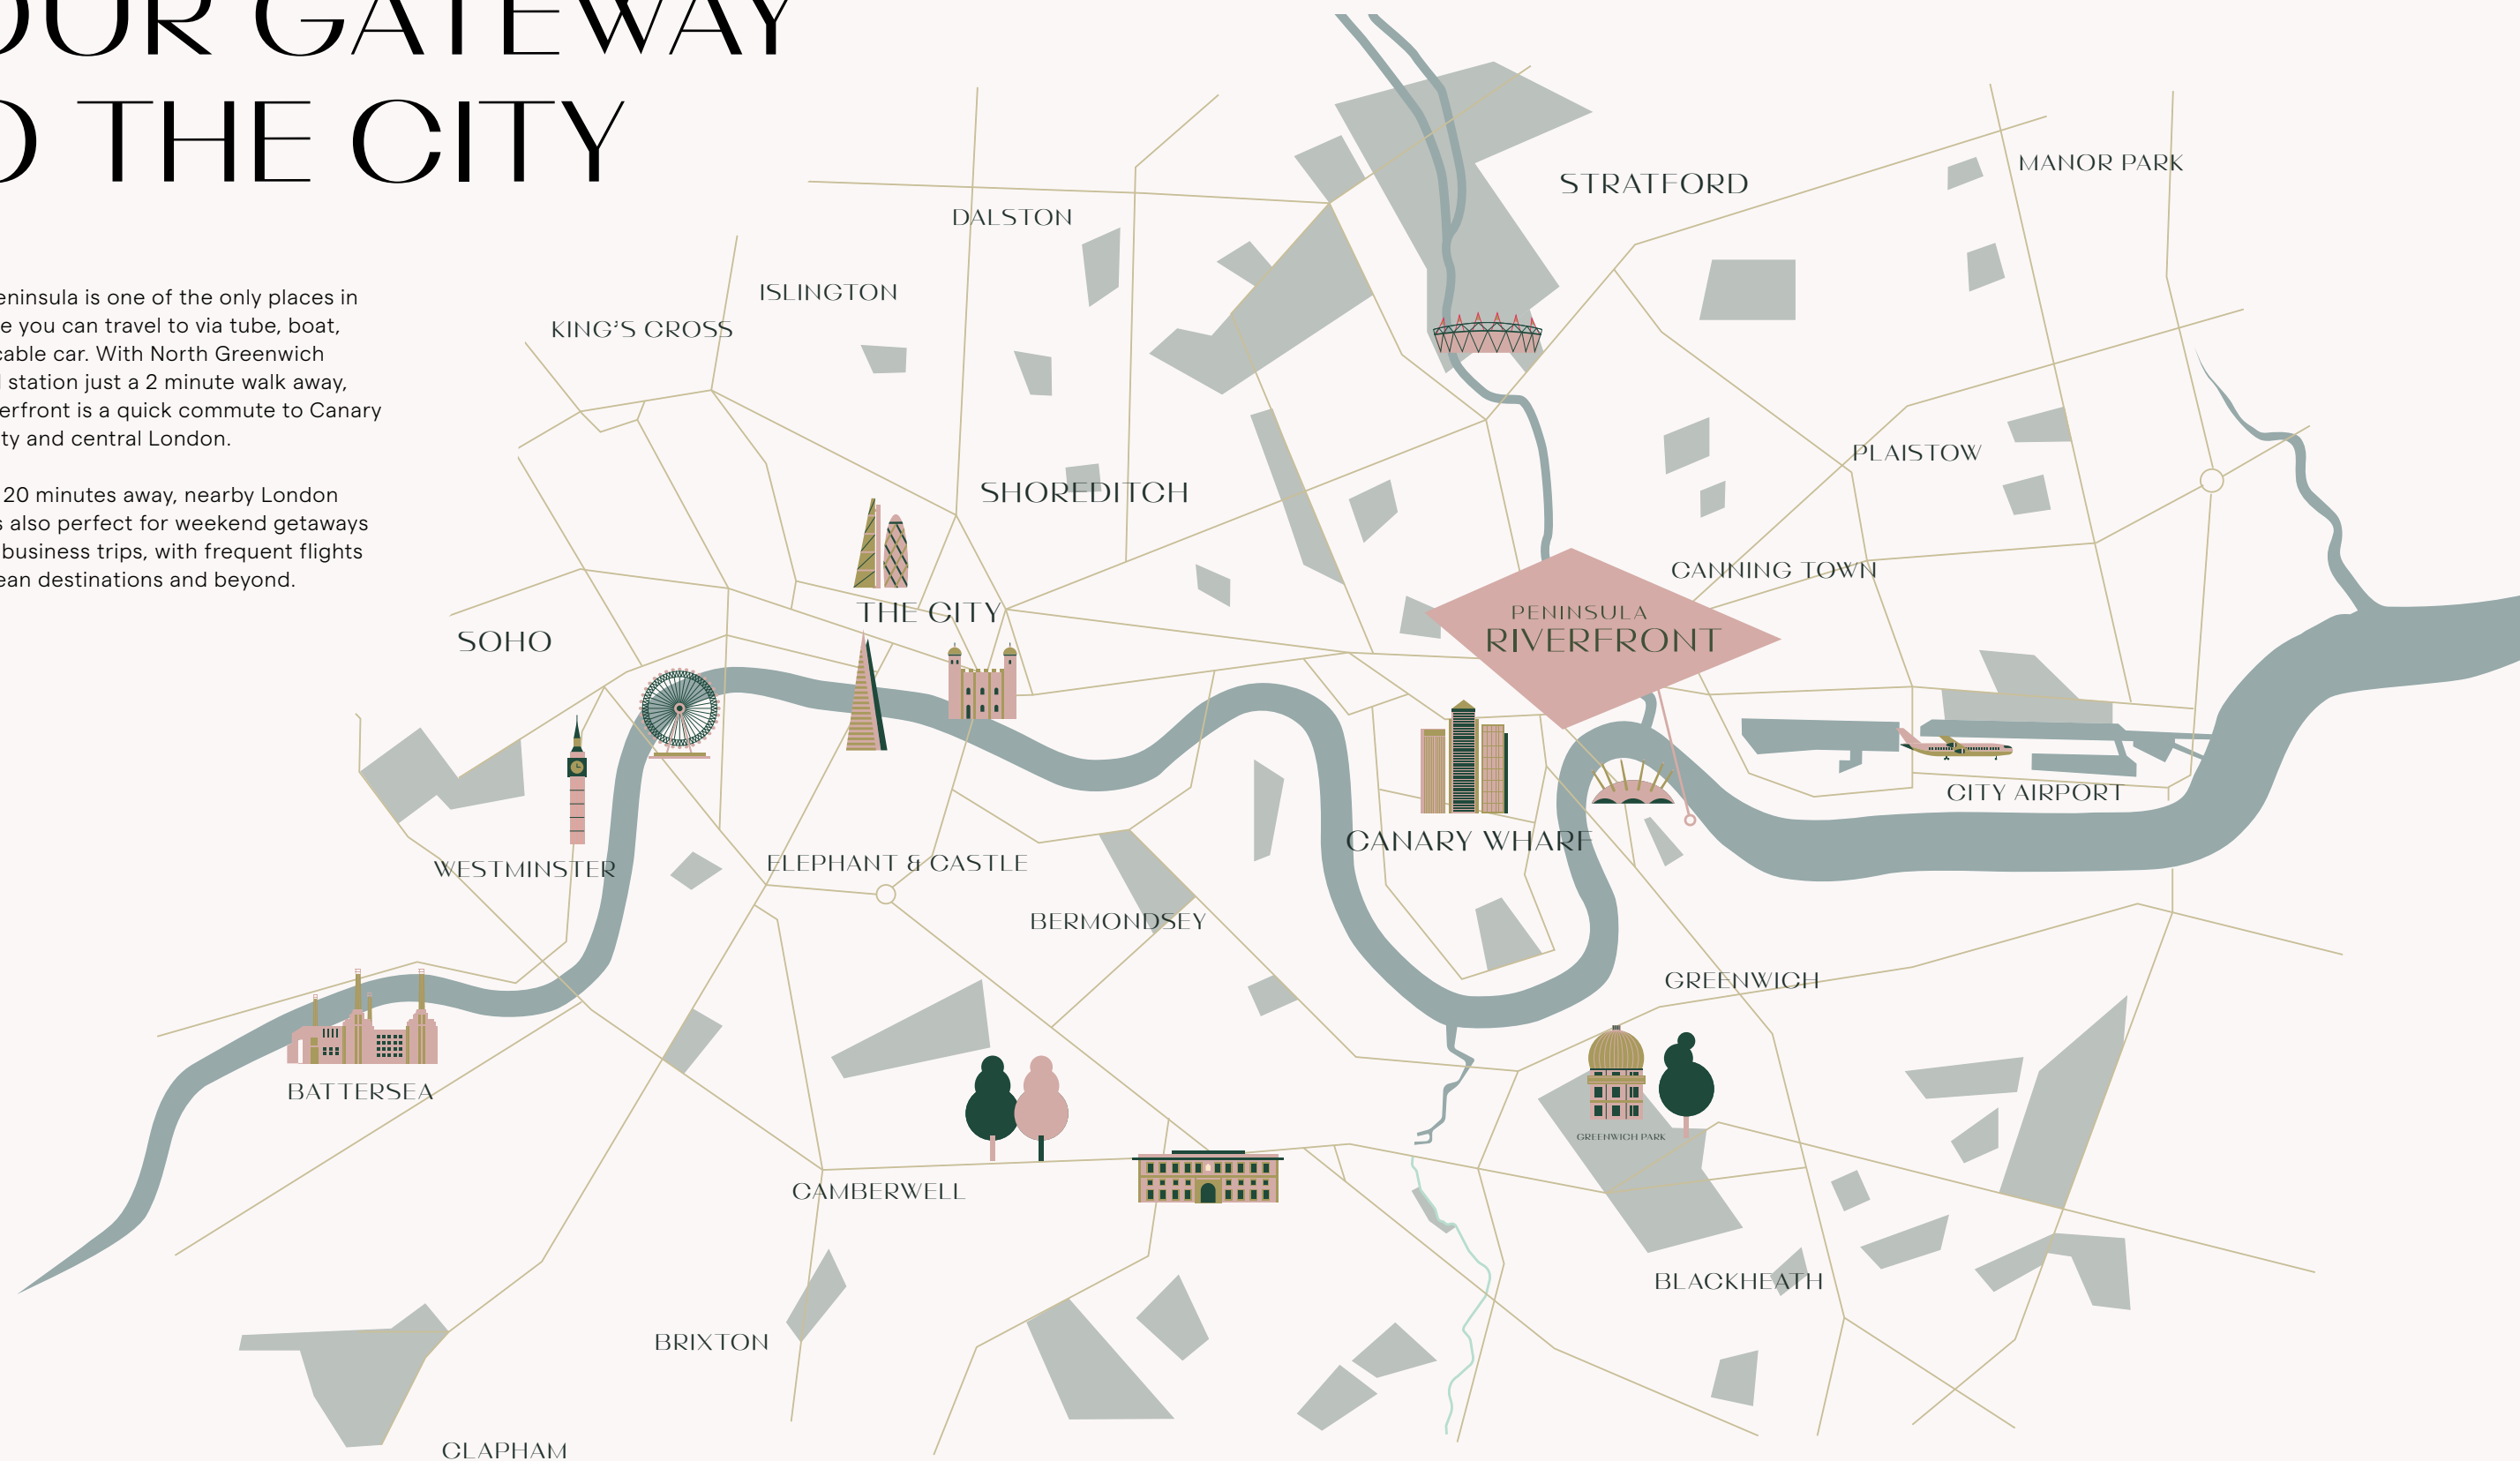 OUR GATEWAY
O THE CITY
eninsula is one of the only places in
e you can travel to via tube, boat,
cable car. With North Greenwich
l station just a 2 minute walk away,
erfront is a quick commute to Canary
ty and central London.
20 minutes away, nearby London
s also perfect for weekend getaways
business trips, with frequent flights
ean destinations and beyond.
STRATFORD
MANOR PARK
DALSTON
ISLINGTON
KING'S CROSS
PLAISTOW
SHOREDITCH
CANNING TOWN
THE CITY
PENINSULA
RIVERFRONT
SOHO
CITY AIRPORT
CANARY WHARF
WESTMINSTER
ELEPHANT & CASTLE
BERMONDSEY
GREENWICH
BATTERSEA
GREENWICH PARK
CAMBERWELL
BLACKHEATH
BRIXTON
CLAPHAM